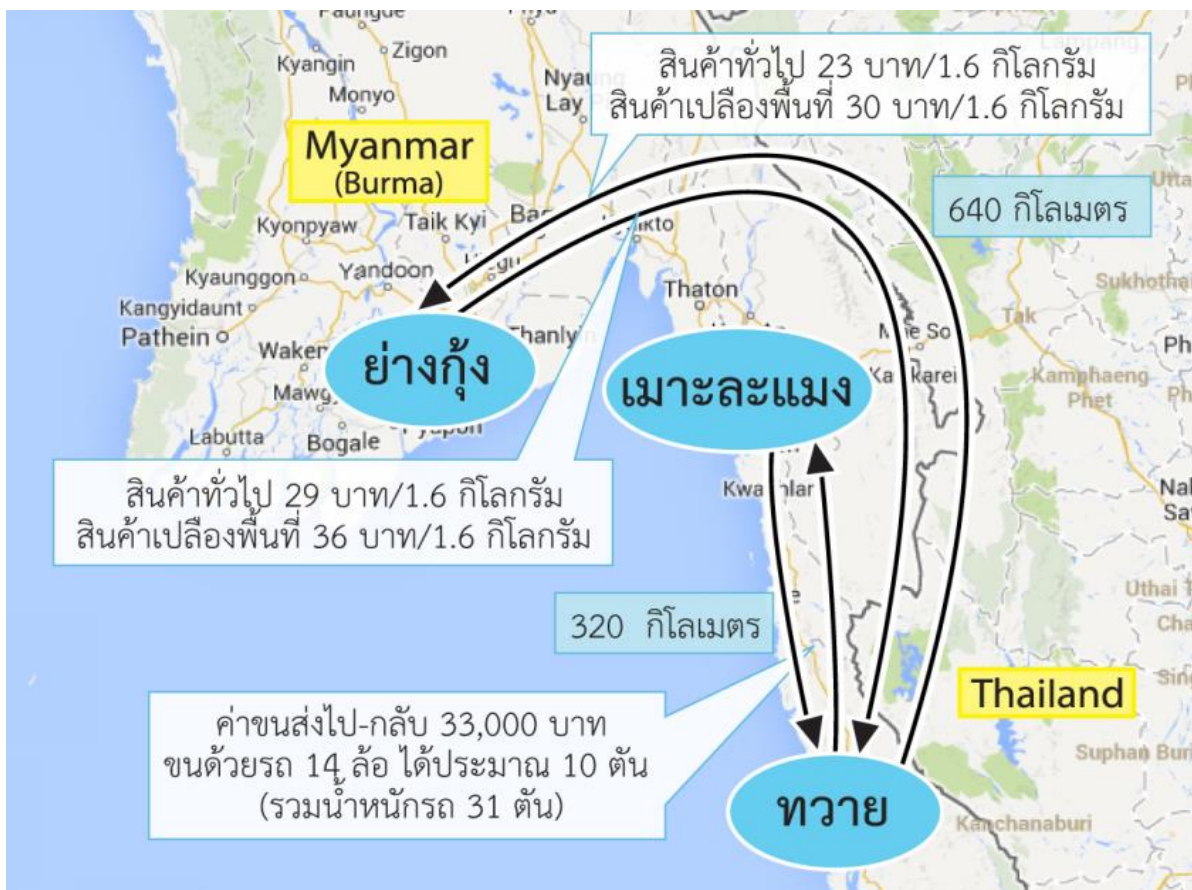 Paungde
Kyangin
Zigon
Monyo
Nyaung
Lay
สินค้าทั่วไป 23 บาท/1.6 กิโลกรัม
สินค้าเปลืองพื้นที่ 30 บาท/1.6 กิโลกรัม
Lampang
Myanmar
(Burma)
640 กิโลเมตร
Kyonpyaw
Taik Kyi
Kyaunggon
Yandoon
Kangyidaunt
Pathein
Thaton
Sukhothai
Tak
Thanlyin
ย่างกุ้ง
เมาะละแมง
Kamphaeng
Phet
Labutta
Bogale
Pyapon
สินค้าทั่วไป 29 บาท/1.6 กิโลกรัม
สินค้าเปลืองพื้นที่ 36 บาท/1.6 กิโลกรัม
320 กิโลเมตร
Uthai
Thailand
ค่าขนส่งไป-กลับ 33,000 บาท
ขนด้วยรถ 14 ล้อ ได้ประมาณ 10 ตัน
(รวมน้ำหนักรถ 31 ตัน)
Suphan Buri
ทวาย
Kanchanaburi